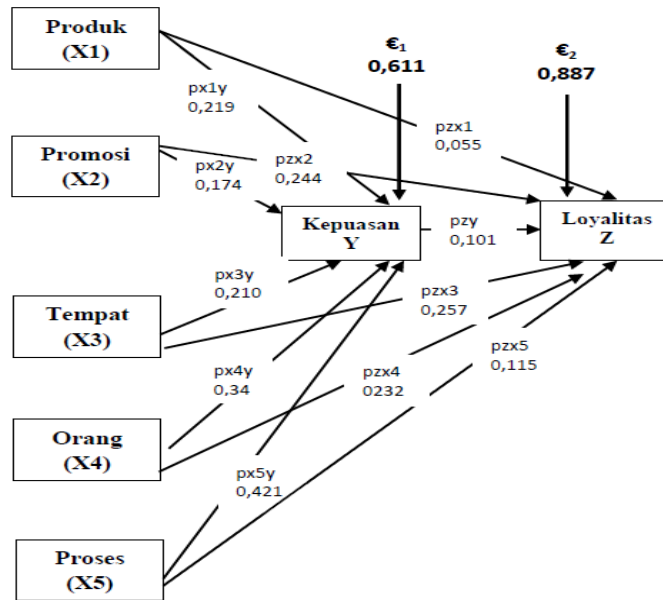 Produk
(X1)
€1
0,611
€2
0,887
px1y
0,219
pzx1
0,055
Promosi
(X2)
px2y
0,174
pzx2
0,244
Kepuasan
Y
pzy
0,101
Loyalitas
Z
Tempat
(X3)
px3y
0,210
pzx3
0,257
px4y
0,34
pzx4
0232
pzx5
0,115
Orang
(X4)
px5y
0,421
Proses
(X5)